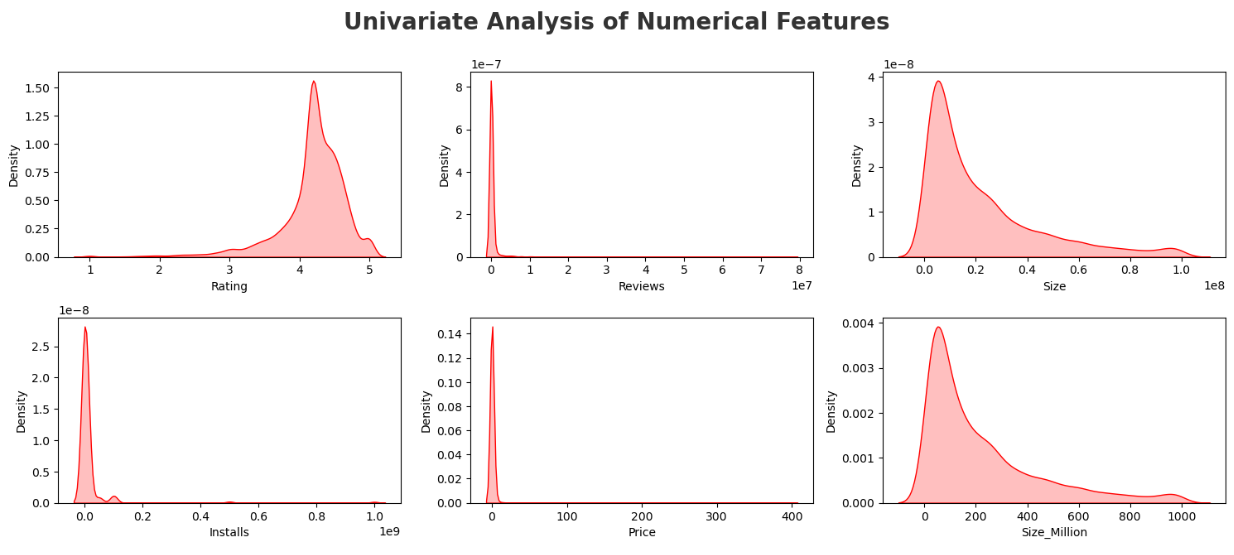 Univariate Analysis of Numerical Features
1e−7
1e−8
1.50
1.25
1.00
0.75
0.50
0.25
0.00
Density
1 2 3 4 5
Rating
8
6
4
2
0
Density
0 1 2 3 4 5 6 7 8
1e7
Reviews
4
3
2
1
0
Density
0.0 0.2 0.4 0.6 0.8 1.0
1e8
Size
1e−8
2.5
2.0
1.5
1.0
0.5
0.0
Density
0.0 0.2 0.4 0.6 0.8 1.0
1e9
Installs
0.14
0.12
0.10
0.08
0.06
0.04
0.02
0.00
Density
0 100 200 300 400
Price
0.004
0.003
0.002
0.001
0.000
Density
0 200 400 600 800 1000
Size_Million